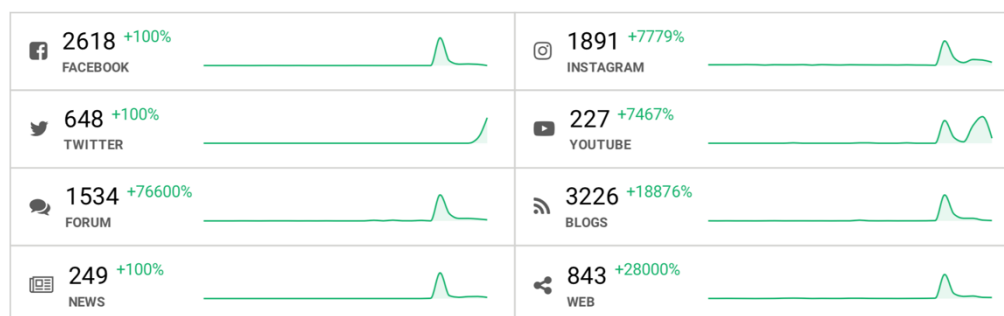 2618 +100%
FACEBOOK
1891 +7779%
INSTAGRAM
648 +100%
TWITTER
227 +7467%
YOUTUBE
1534 +76600%
FORUM
3226 +18876%
BLOGS
249 +100%
NEWS
843 +28000%
WEB